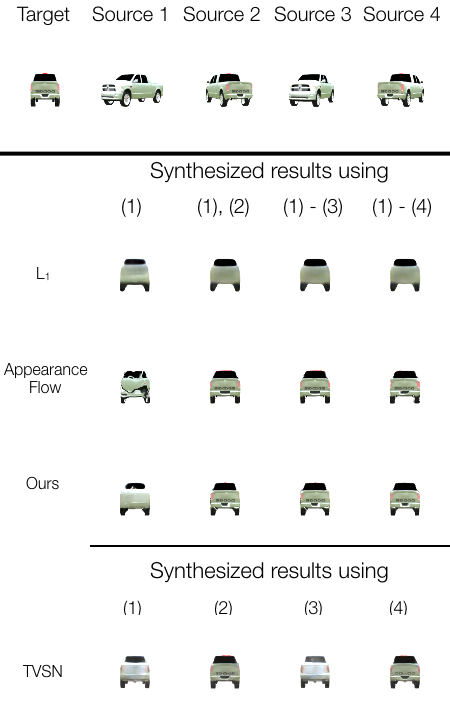 Target Source 1 Source 2 Source 3 Source 4
Synthesized results using
(1) (1), (2) (1) - (3) (1) - (4)
L₁
Appearance
Flow
Ours
Synthesized results using
(1) (2) (3) (4)
TVSN